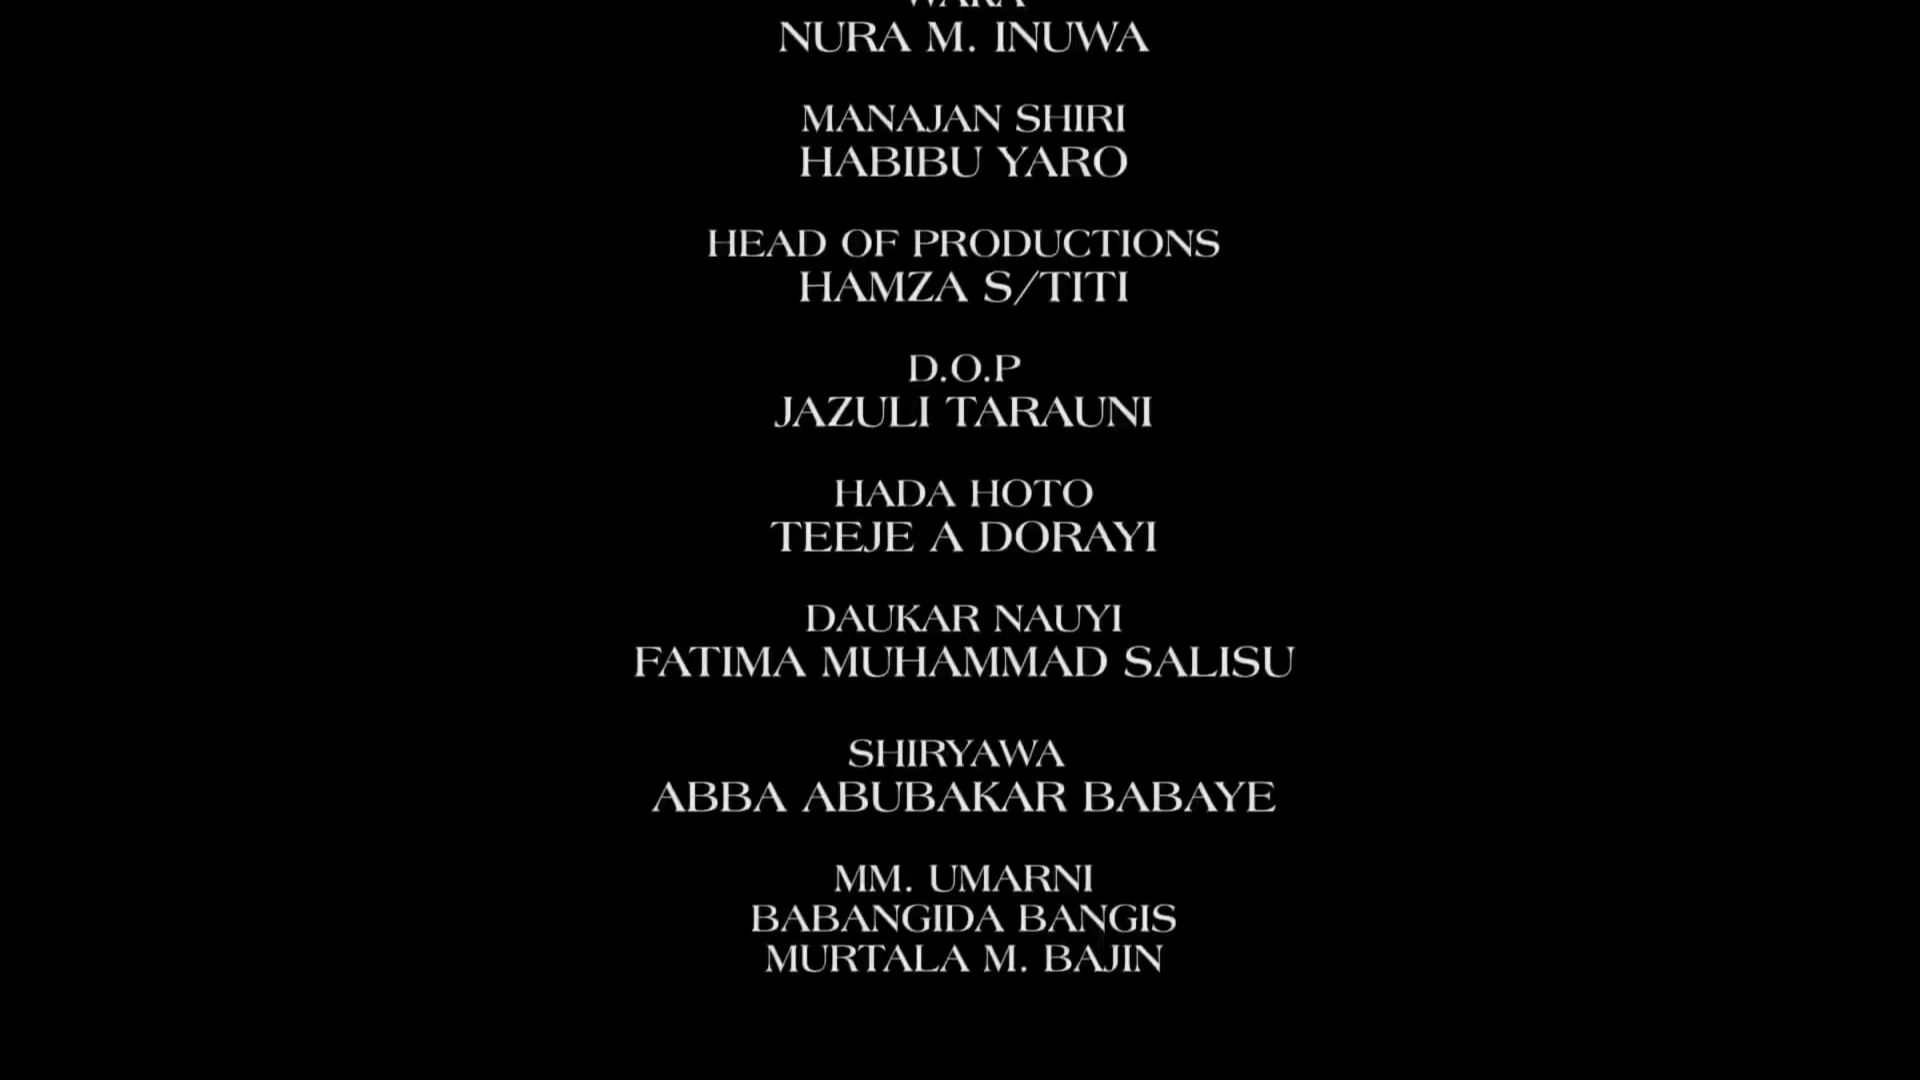 WAKA
NURA M. INUWA
MANAJAN SHIRI
HABIBU YARO
HEAD OF PRODUCTIONS
HAMZA S/TITI
D.O.P
JAZULI TARAUNI
HADA HOTO
TEEJE A DORAYI
DAUKAR NAUYI
FATIMA MUHAMMAD SALISU
SHIRYAWA
ABBA ABUBAKAR BABAYE
MM. UMARNI
BABANGIDA BANGIS
MURTALA M. BAJIN